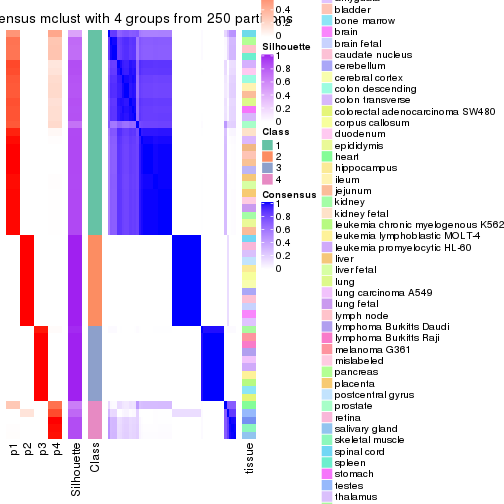 ensus mclust with 4 groups from 250 partitions
0.4
0.2
0
Silhouette
1
0.8
0.6
0.4
0.2
0
Class
1
2
3
4
Consensus
1
0.8
0.6
0.4
0.2
0
bladder
bone marrow
brain
brain fetal
caudate nucleus
cerebellum
cerebral cortex
colon descending
colon transverse
colorectal adenocarcinoma SW480
corpus callosum
duodenum
epididymis
heart
hippocampus
ileum
jejunum
kidney
kidney fetal
leukemia chronic myelogenous K562
leukemia lymphoblastic MOLT-4
leukemia promyelocytic HL-60
liver
liver fetal
lung
lung carcinoma A549
lung fetal
lymph node
lymphoma Burkitts Daudi
lymphoma Burkitts Raji
melanoma G361
mislabeled
pancreas
placenta
postcentral gyrus
prostate
retina
salivary gland
skeletal muscle
spinal cord
spleen
stomach
testes
thalamus
p1
p2
p3
p4
Silhouette
Class
tissue